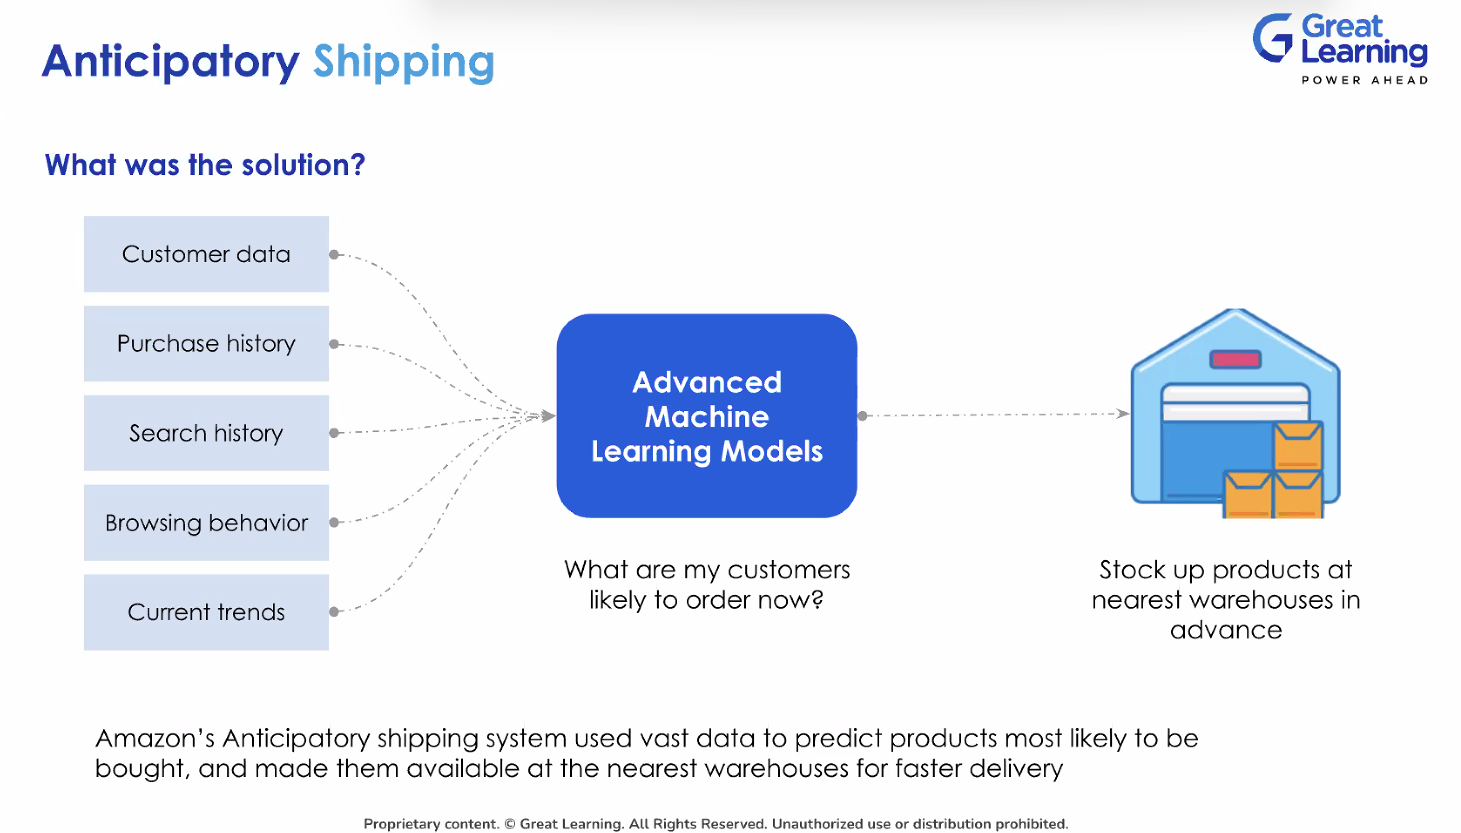 Anticipatory Shipping
Great
Learning
POWER AHEAD
What was the solution?
Customer data
Purchase history
Search history
Browsing behavior
Current trends
Advanced
Machine
Learning Models
What are my customers
likely to order now?
Stock up products at
nearest warehouses in
advance
Amazon’s Anticipatory shipping system used vast data to predict products most likely to be
bought, and made them available at the nearest warehouses for faster delivery
Proprietary content. © Great Learning. All Rights Reserved. Unauthorized use or distribution prohibited.